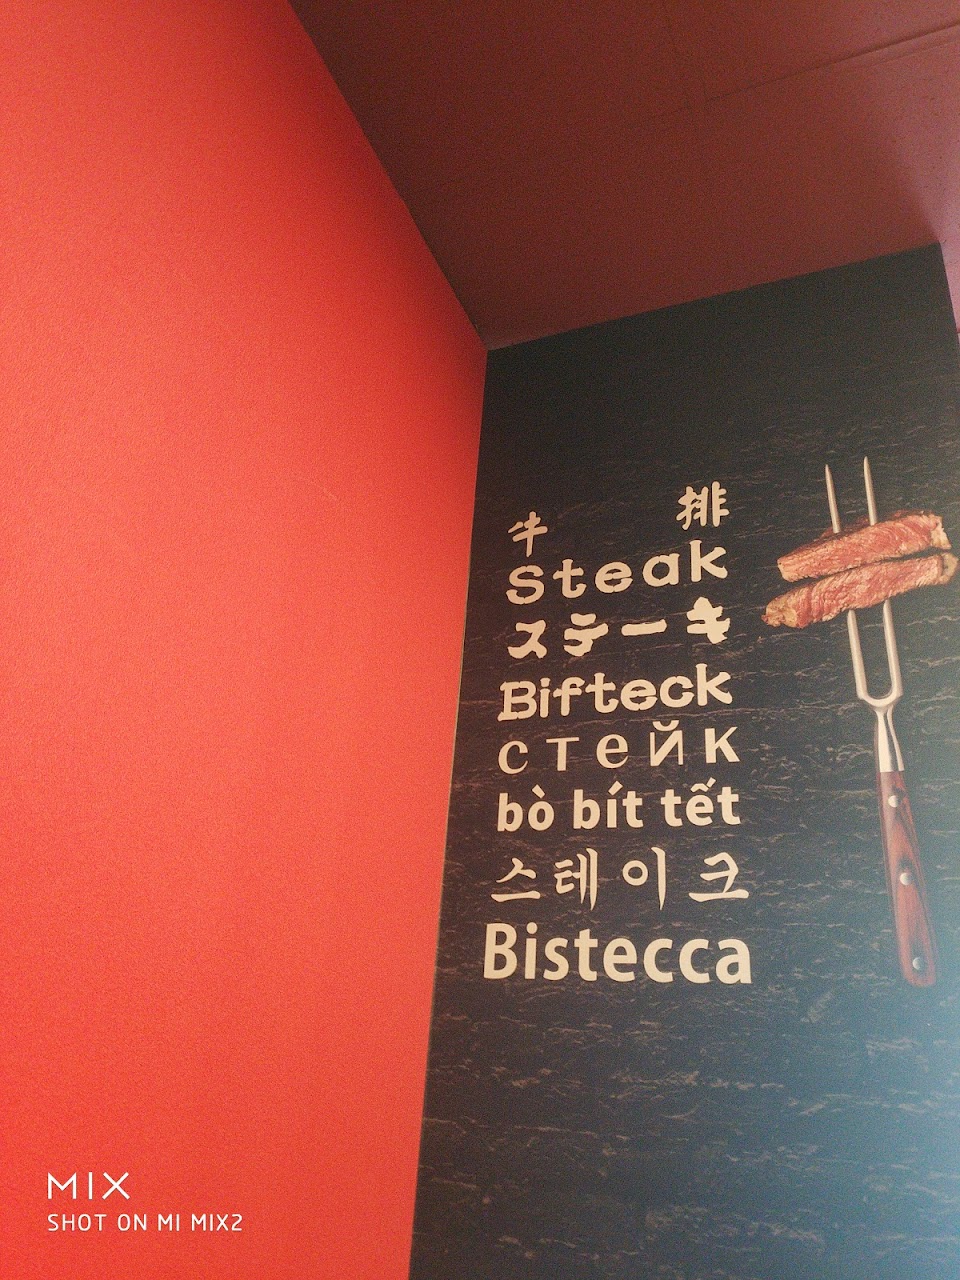 牛 排
Steak
ステーキ
Bifteck
стейк
bò bít tết
스테이크
Bistecca
MIX
SHOT ON MI MIX2